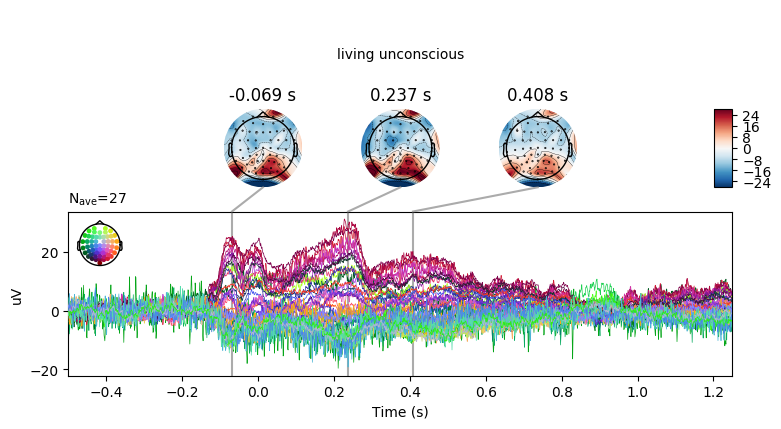 living unconscious
-0.069 s 0.237 s 0.408 s
24
16
8
0
−8
−16
−24
Nave=27
20
0
−20
uV
−0.4 −0.2 0.0 0.2 0.4 0.6 0.8 1.0 1.2
Time (s)